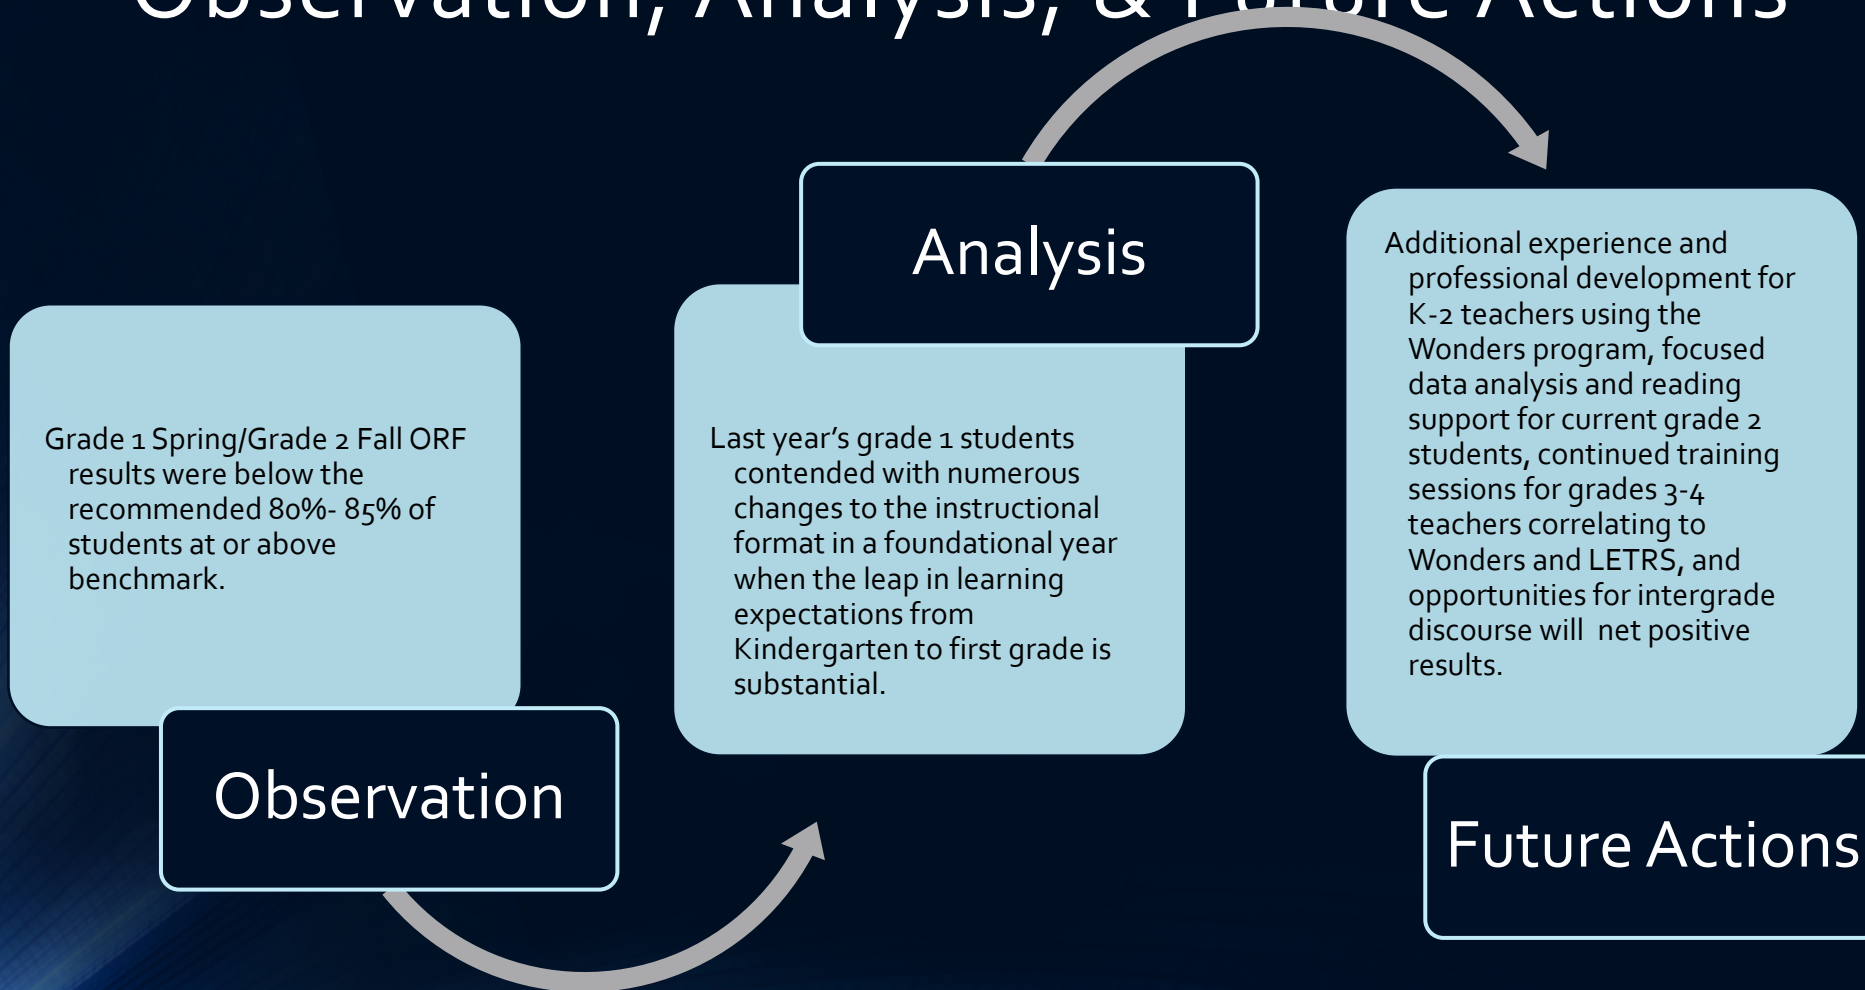 Observation, Analysis, & Future Actions
Grade 1 Spring/Grade 2 Fall ORF
results were below the
recommended 80%- 85% of
students at or above
benchmark.
Observation
Analysis
Last year’s grade 1 students
contended with numerous
changes to the instructional
format in a foundational year
when the leap in learning
expectations from
Kindergarten to first grade is
substantial.
Additional experience and
professional development for
K-2 teachers using the
Wonders program, focused
data analysis and reading
support for current grade 2
students, continued training
sessions for grades 3-4
teachers correlating to
Wonders and LETRS, and
opportunities for intergrade
discourse will  net positive
results.
Future Actions